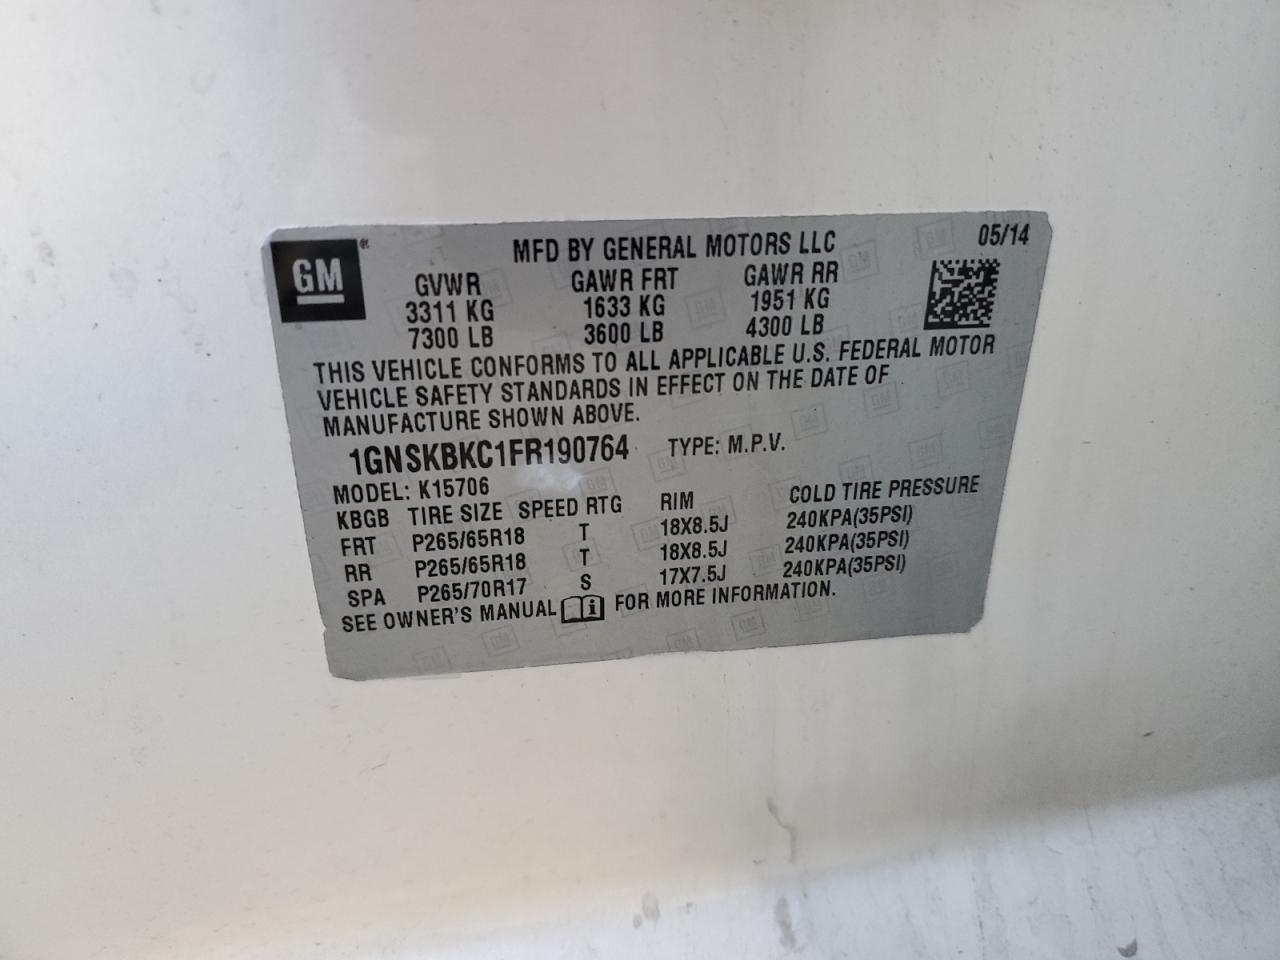 GM®
MFD BY GENERAL MOTORS LLC 05/14
GVWR GAWR FRT GAWR RR
3311 KG 1633 KG 1951 KG
7300 LB 3600 LB 4300 LB
THIS VEHICLE CONFORMS TO ALL APPLICABLE U.S. FEDERAL MOTOR
VEHICLE SAFETY STANDARDS IN EFFECT ON THE DATE OF
MANUFACTURE SHOWN ABOVE.
1GNSKBKC1FR190764 TYPE: M.P.V.
MODEL: K15706
KBGB TIRE SIZE SPEED RTG RIM COLD TIRE PRESSURE
FRT P265/65R18 T 18X8.5J 240KPA(35PSI)
RR P265/65R18 T 18X8.5J 240KPA(35PSI)
SPA P265/70R17 S 17X7.5J 240KPA(35PSI)
SEE OWNER'S MANUAL i FOR MORE INFORMATION.